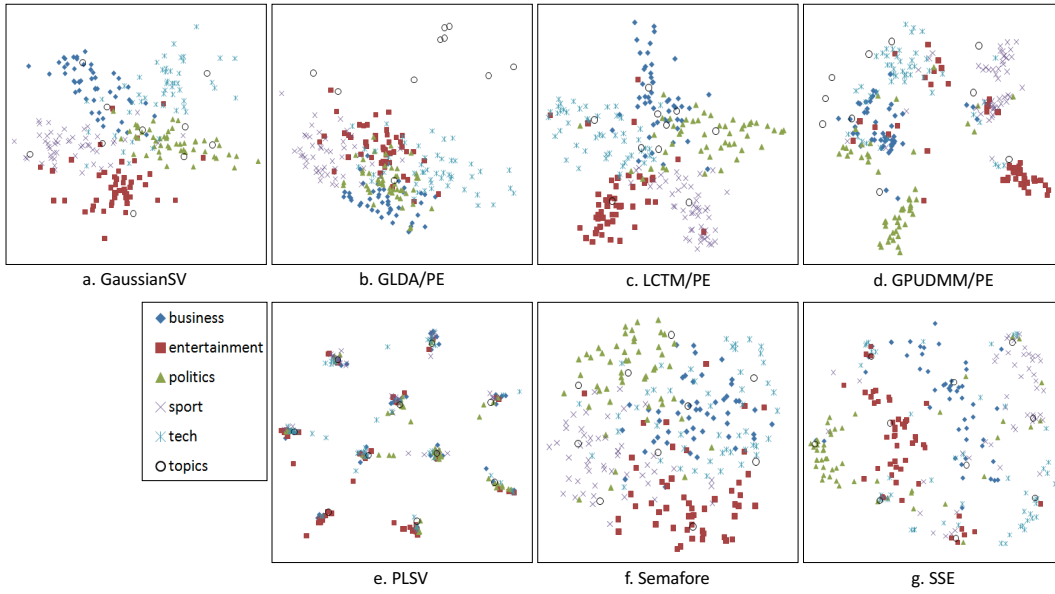 a. GaussianSV
b. GLDA/PE
c. LCTM/PE
d. GPUDMM/PE
business
entertainment
politics
sport
tech
topics
e. PLSV
f. Semafore
g. SSE